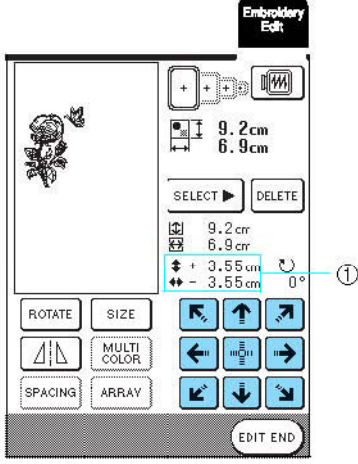 Embroidery
Edit
9.2cm
6.9cm
SELECT ▶ DELETE
9.2cm
6.9cm
+ 3.55cm
- 3.55cm 0°
①
ROTATE SIZE
MULTI
COLOR
SPACING ARRAY
EDIT END